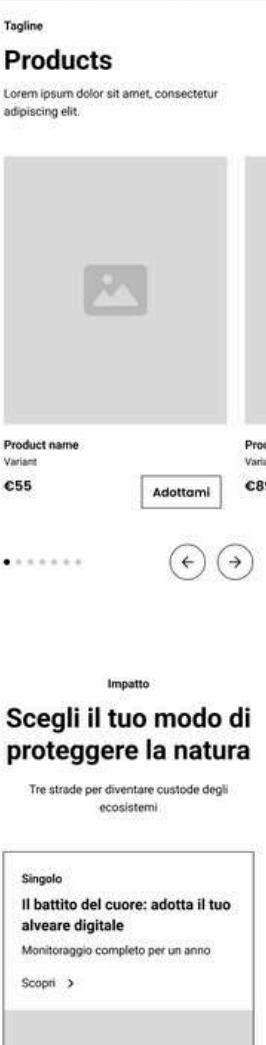 Tagline
Products
Lorem ipsum dolor sit amet, consectetur
adipiscing elit.
Product name
Variant
€55
Adottami
Impatto
Scegli il tuo modo di
proteggere la natura
Tre strade per diventare custode degli
ecosistemi
Singolo
Il battito del cuore: adotta il tuo
alveare digitale
Monitoraggio completo per un anno
Scopri